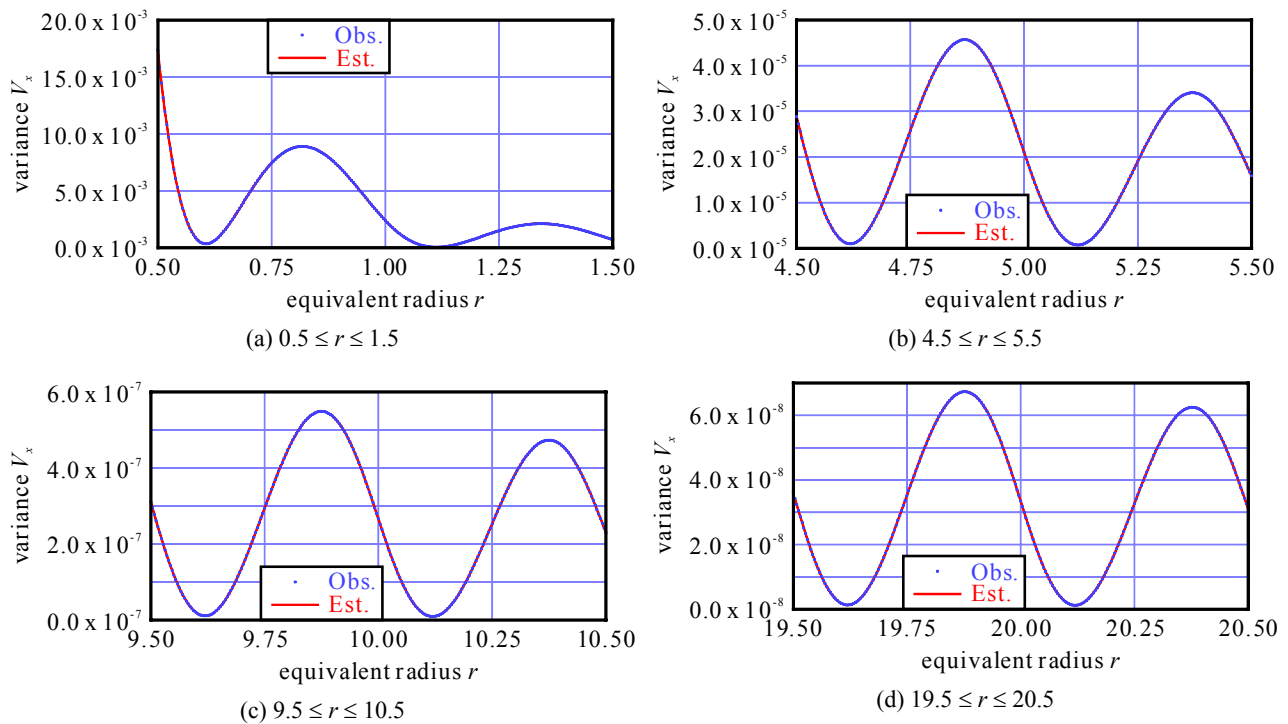 20.0 x 10⁻³
15.0 x 10⁻³
10.0 x 10⁻³
5.0 x 10⁻³
0.0 x 10⁻³
variance Vₓ
Obs.
Est.
0.50 0.75 1.00 1.25 1.50
equivalent radius r
(a) 0.5 ≤ r ≤ 1.5
5.0 x 10⁻⁵
4.0 x 10⁻⁵
3.0 x 10⁻⁵
2.0 x 10⁻⁵
1.0 x 10⁻⁵
0.0 x 10⁻⁵
variance Vₓ
Obs.
Est.
4.50 4.75 5.00 5.25 5.50
equivalent radius r
(b) 4.5 ≤ r ≤ 5.5
6.0 x 10⁻⁷
4.0 x 10⁻⁷
2.0 x 10⁻⁷
0.0 x 10⁻⁷
variance Vₓ
Obs.
Est.
9.50 9.75 10.00 10.25 10.50
equivalent radius r
(c) 9.5 ≤ r ≤ 10.5
6.0 x 10⁻⁸
4.0 x 10⁻⁸
2.0 x 10⁻⁸
0.0 x 10⁻⁸
variance Vₓ
Obs.
Est.
19.50 19.75 20.00 20.25 20.50
equivalent radius r
(d) 19.5 ≤ r ≤ 20.5